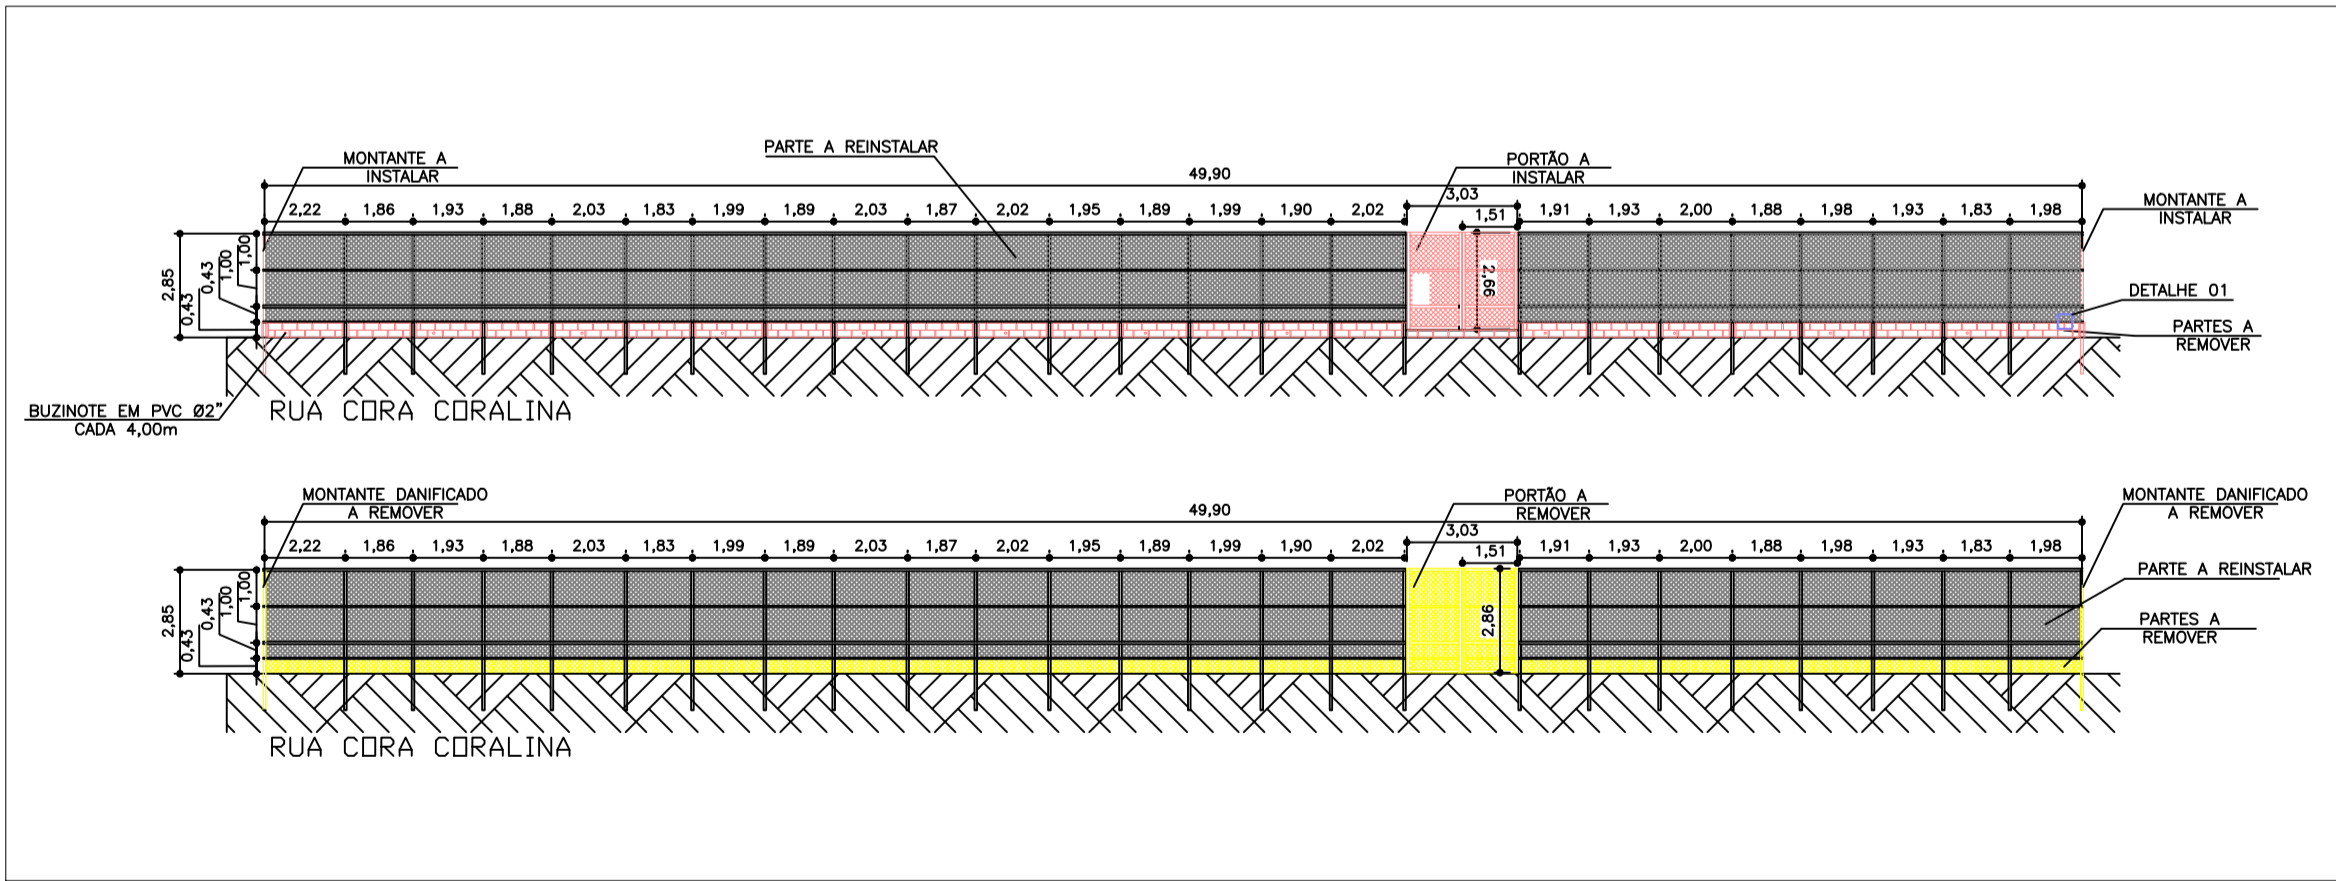 PARTE A REINSTALAR
MONTANTE A
INSTALAR
PORTÃO A
INSTALAR
49,90
3,03
MONTANTE A
INSTALAR
2,22 1,86 1,93 1,88 2,03 1,83 1,99 1,89 2,03 1,87 2,02 1,95 1,89 1,99 1,90 2,02 1,51 1,91 1,93 2,00 1,88 1,98 1,93 1,83 1,98
2,85
0,43
0,43
1,00
1,00
2,66
DETALHE 01
PARTES A
REMOVER
BUZINOTE EM PVC Ø2"
CADA 4,00m
RUA CORA CORALINA
MONTANTE DANIFICADO
A REMOVER
PORTÃO A
REMOVER
49,90
3,03
MONTANTE DANIFICADO
A REMOVER
2,22 1,86 1,93 1,88 2,03 1,83 1,99 1,89 2,03 1,87 2,02 1,95 1,89 1,99 1,90 2,02 1,51 1,91 1,93 2,00 1,88 1,98 1,93 1,83 1,98
2,85
0,43
0,43
1,00
1,00
2,86
PARTE A REINSTALAR
PARTES A
REMOVER
RUA CORA CORALINA